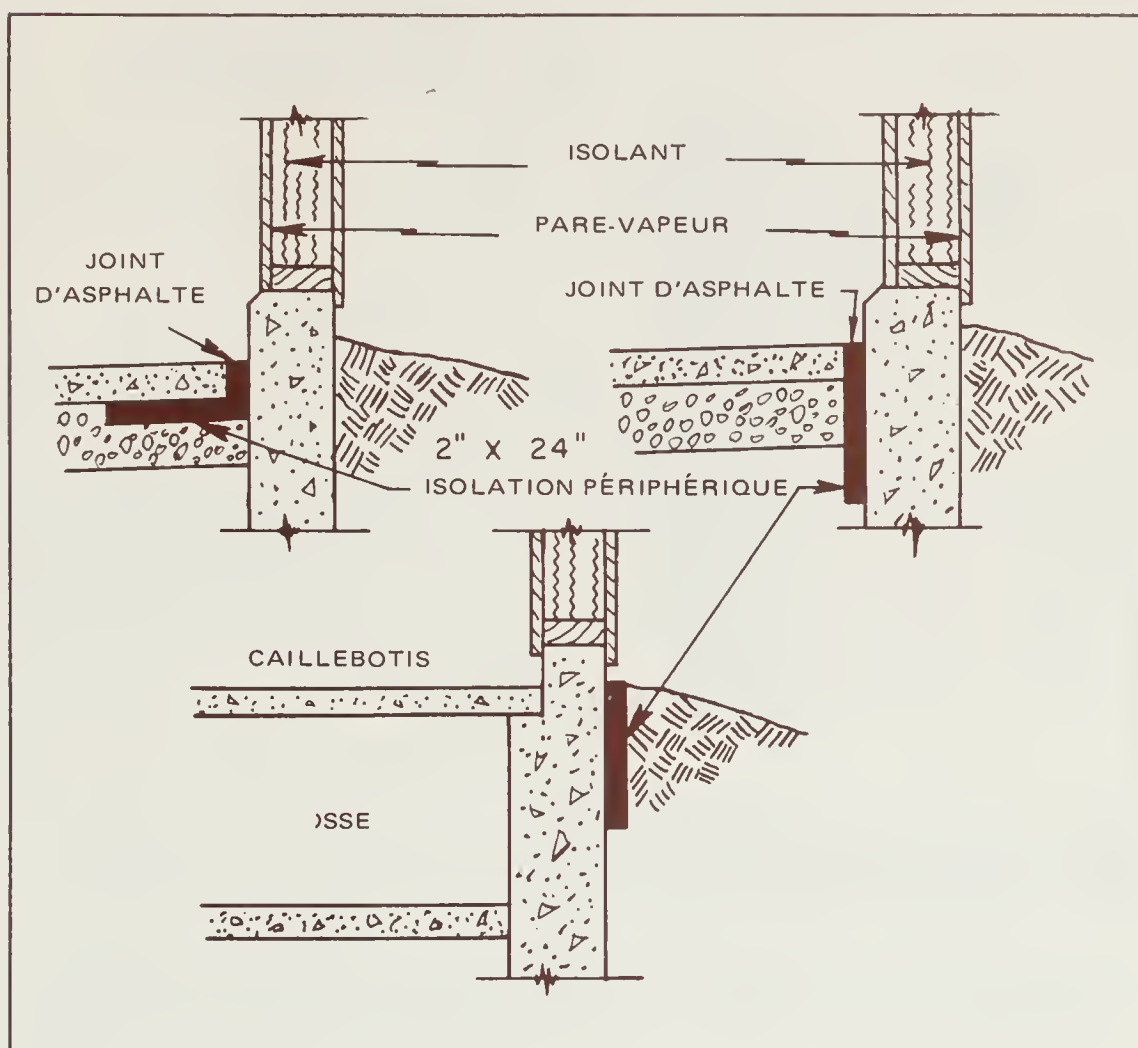 ISOLANT
PARE-VAPEUR
JOINT
D'ASPHALTE
JOINT D'ASPHALTE
2" X 24"
ISOLATION PÉRIPHÉRIQUE
CAILLEBOTIS